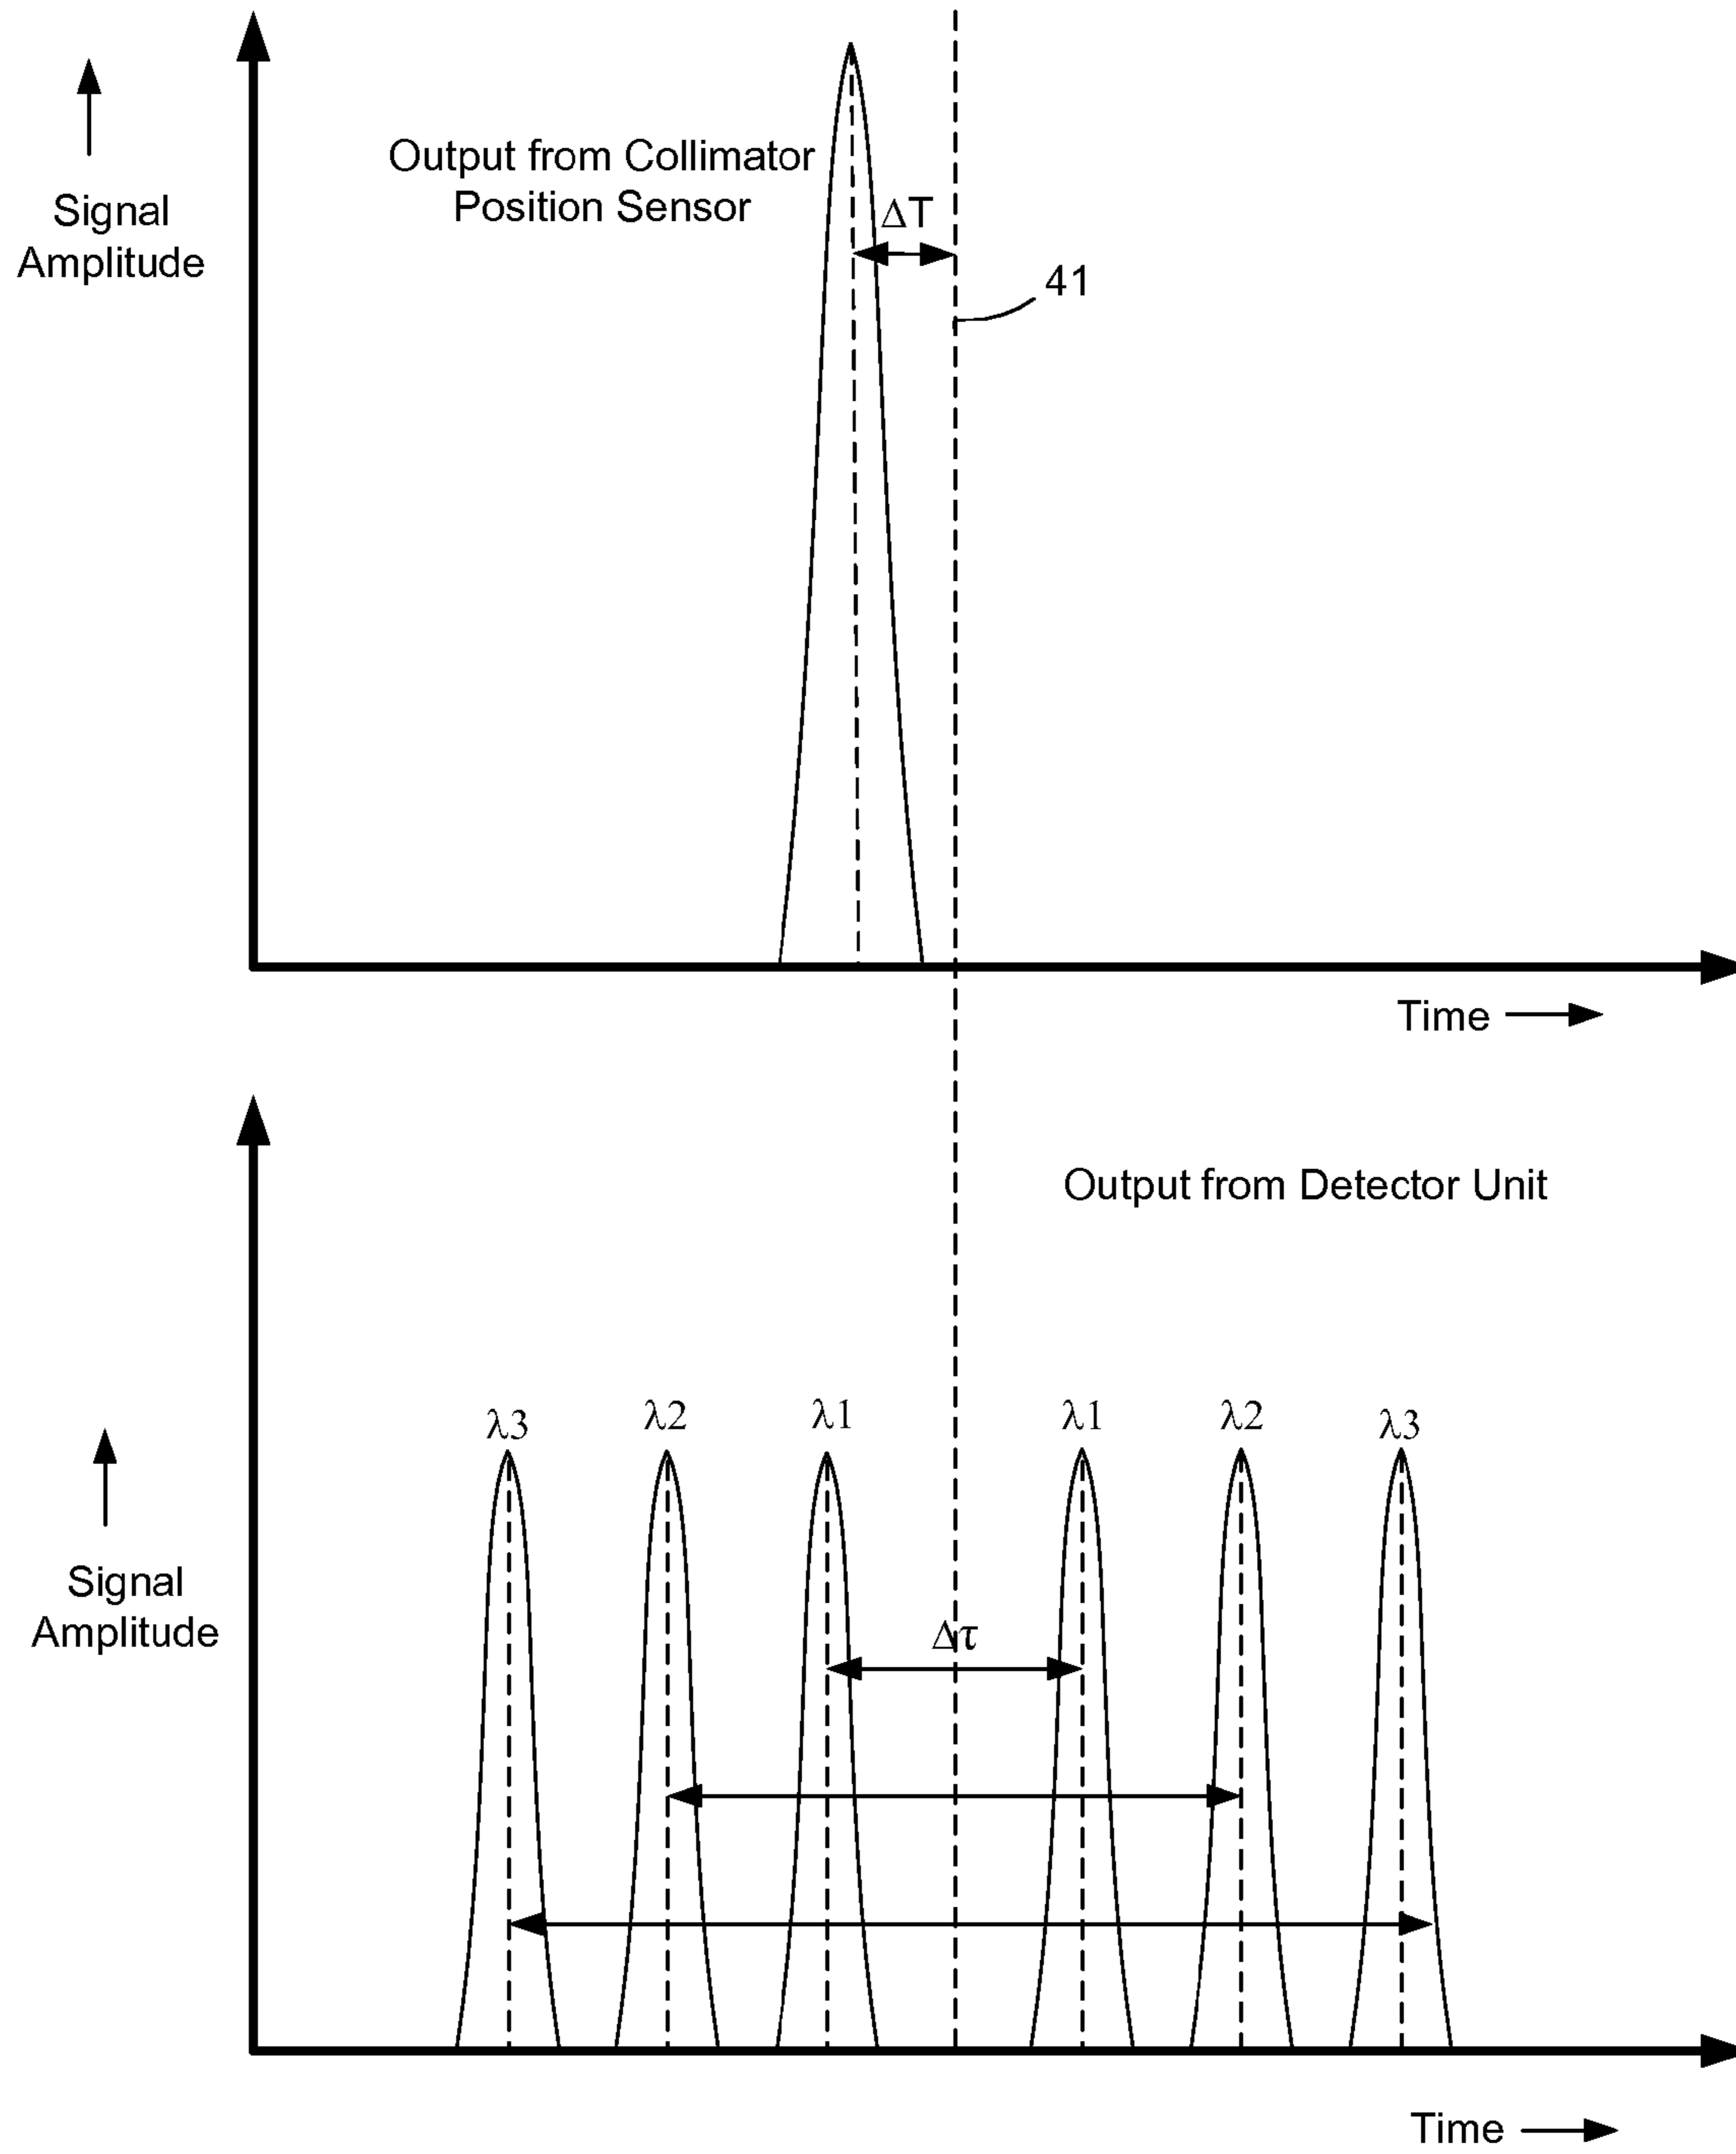 Output from Collimator
Position Sensor
Signal
Amplitude
ΔT
41
Time
Output from Detector Unit
λ3
λ2
λ1
λ1
λ2
λ3
Signal
Amplitude
Δτ
Time